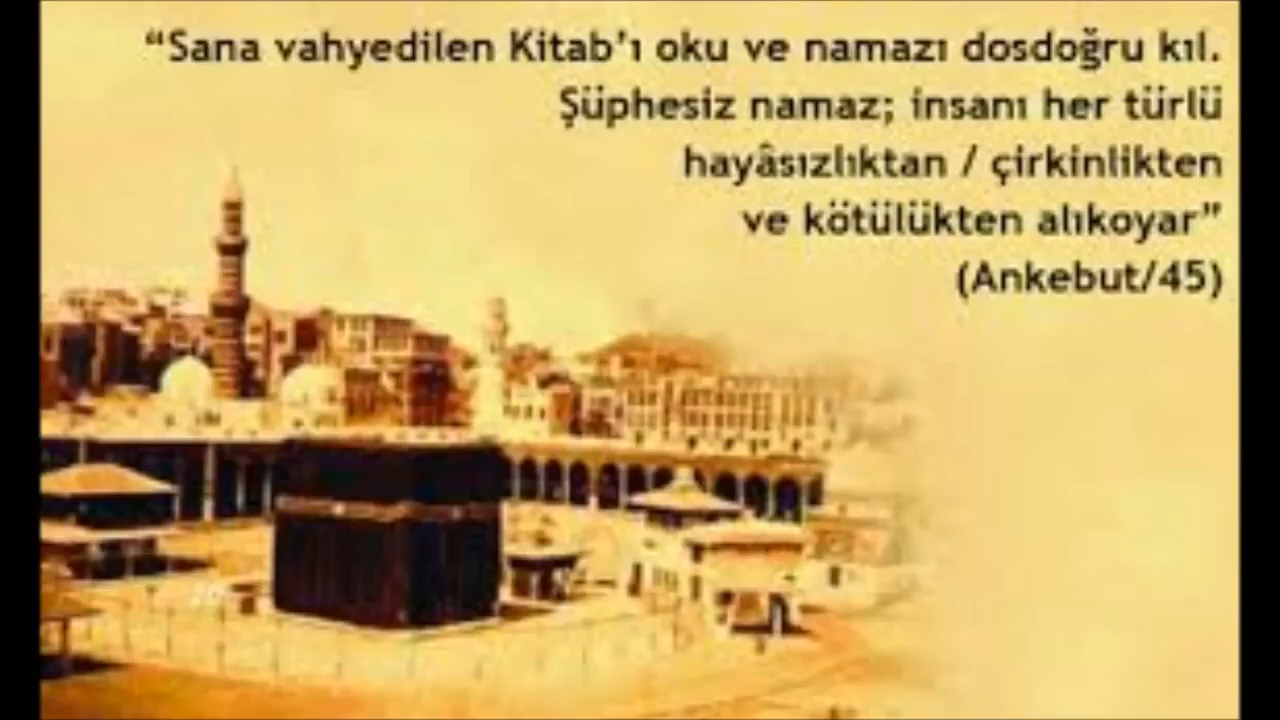 “Sana vahyedilen Kitab’ı oku ve namazı dosdoğru kıl.
Şüphesiz namaz; insanı her türlü
hayâsızlıktan / çirkinlikten
ve kötülükten alıkoyar”
(Ankebut/45)